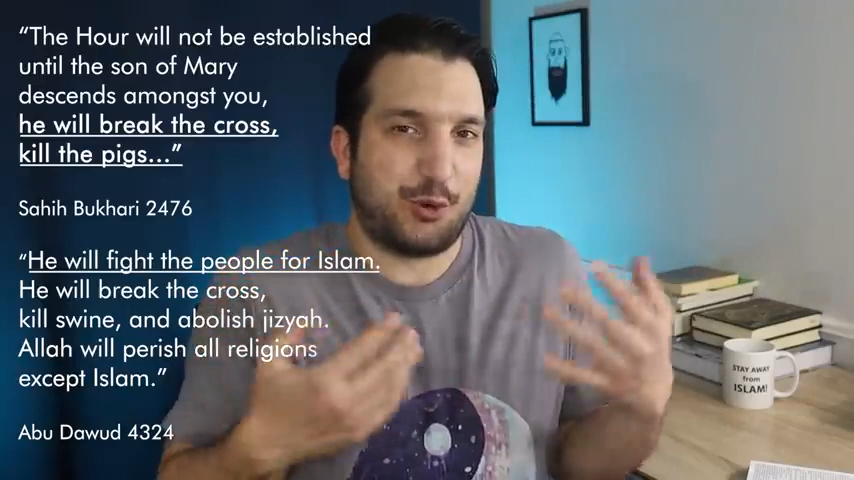 “The Hour will not be established
until the son of Mary
descends amongst you,
he will break the cross,
kill the pigs...”
Sahih Bukhari 2476
“He will fight the people for Islam.
He will break the cross,
kill swine, and abolish jizyah.
Allah will perish all religions
except Islam.”
Abu Dawud 4324
STAY AWAY
from
ISLAM!